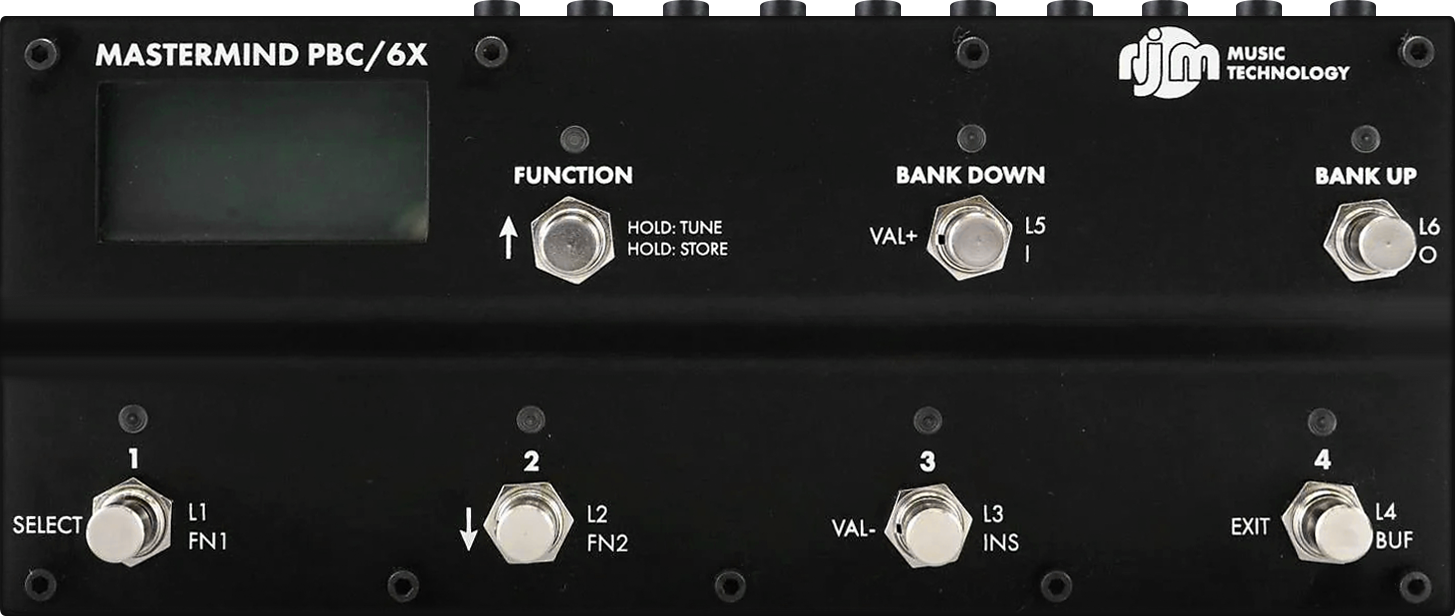 MASTERMIND PBC/6X
rjm MUSIC
TECHNOLOGY
FUNCTION
HOLD: TUNE
HOLD: STORE
BANK DOWN
VAL+
L5
I
BANK UP
L6
O
1
SELECT
L1
FN1
2
L2
FN2
3
VAL-
L3
INS
4
EXIT
L4
BUF